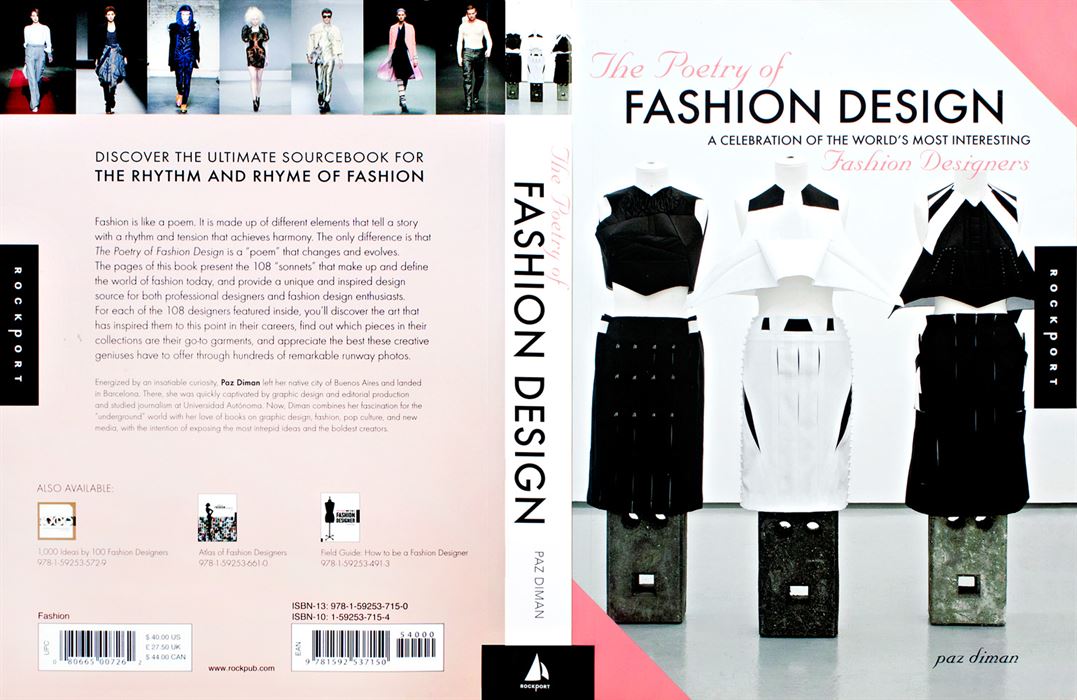 DISCOVER THE ULTIMATE SOURCEBOOK FOR
THE RHYTHM AND RHYME OF FASHION
Fashion is like a poem. It is made up of different elements that tell a story
with a rhythm and tension that achieves harmony. The only difference is that
The Poetry of Fashion Design is a "poem" that changes and evolves.
The pages of this book present the 108 "sonnets" that make up and define
the world of fashion today, and provide a unique and inspired design
source for both professional designers and fashion design enthusiasts.
For each of the 108 designers featured inside, you'll discover the art that
has inspired them to this point in their careers, find out which pieces in their
collections are their go-to garments, and appreciate the best these creative
geniuses have to offer through hundreds of remarkable runway photos.
Energized by an insatiable curiosity, Paz Diman left her native city of Buenos Aires and landed
in Barcelona. There, she was quickly captivated by graphic design and editorial production
and studied journalism at Universidad Autónoma. Now, Diman combines her fascination for the
"underground" world with her love of books on graphic design, fashion, pop culture, and new
media, with the intention of exposing the most intrepid ideas and the boldest creators.
ROCKPORT
ALSO AVAILABLE:
1,000 Ideas by 100 Fashion Designers
978-1-59253-572-9
Atlas of Fashion Designers
978-1-59253-661-0
FASHION
DESIGNER
Field Guide: How to be a Fashion Designer
978-1-59253-491-3
Fashion
UPC
0 80665 00726 2
$ 40.00 US
£ 27.50 UK
$ 44.00 CAN
www.rockpub.com
ISBN-13: 978-1-59253-715-0
ISBN-10: 1-59253-715-4
EAN
54000
9 781592 537150
The Poetry of
FASHION DESIGN
PAZ DIMAN
ROCKPORT
The Poetry of
FASHION DESIGN
A CELEBRATION OF THE WORLD'S MOST INTERESTING
Fashion Designers
ROCKPORT
paz diman